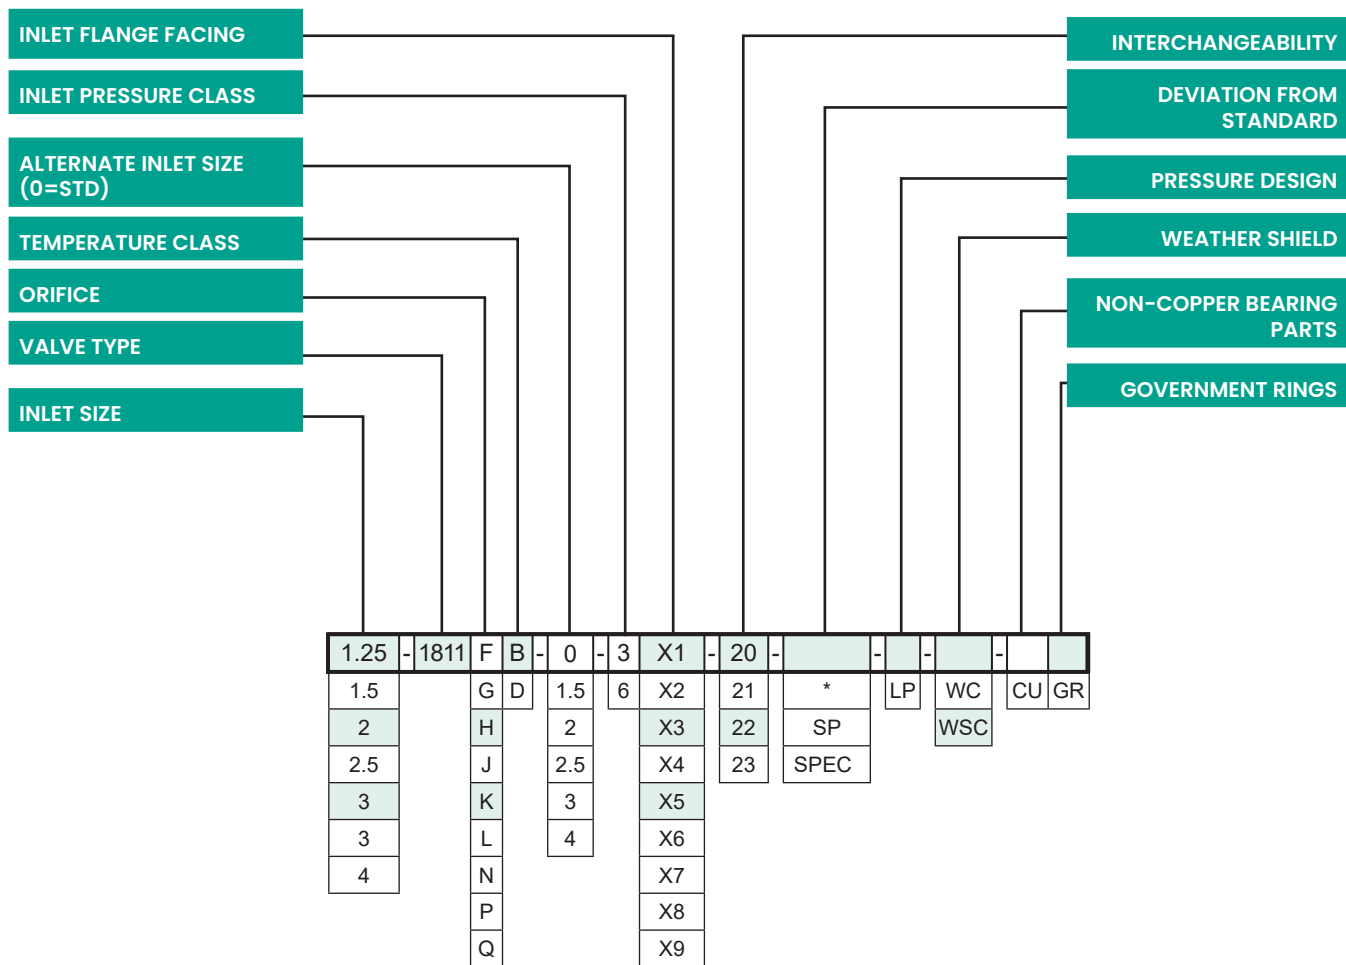 INLET FLANGE FACING
INLET PRESSURE CLASS
ALTERNATE INLET SIZE
(0=STD)
TEMPERATURE CLASS
ORIFICE
VALVE TYPE
INLET SIZE
INTERCHANGEABILITY
DEVIATION FROM
STANDARD
PRESSURE DESIGN
WEATHER SHIELD
NON-COPPER BEARING
PARTS
GOVERNMENT RINGS
1.25 - 1811 F B - 0 - 3 X1 - 20 - - - -
1.5 G D 1.5 6 X2 21 * LP WC CU GR
2 H 2 X3 22 SP WSC
2.5 J 2.5 X4 23 SPEC
3 K 3 X5
3 L 4 X6
4 N X7
P X8
Q X9